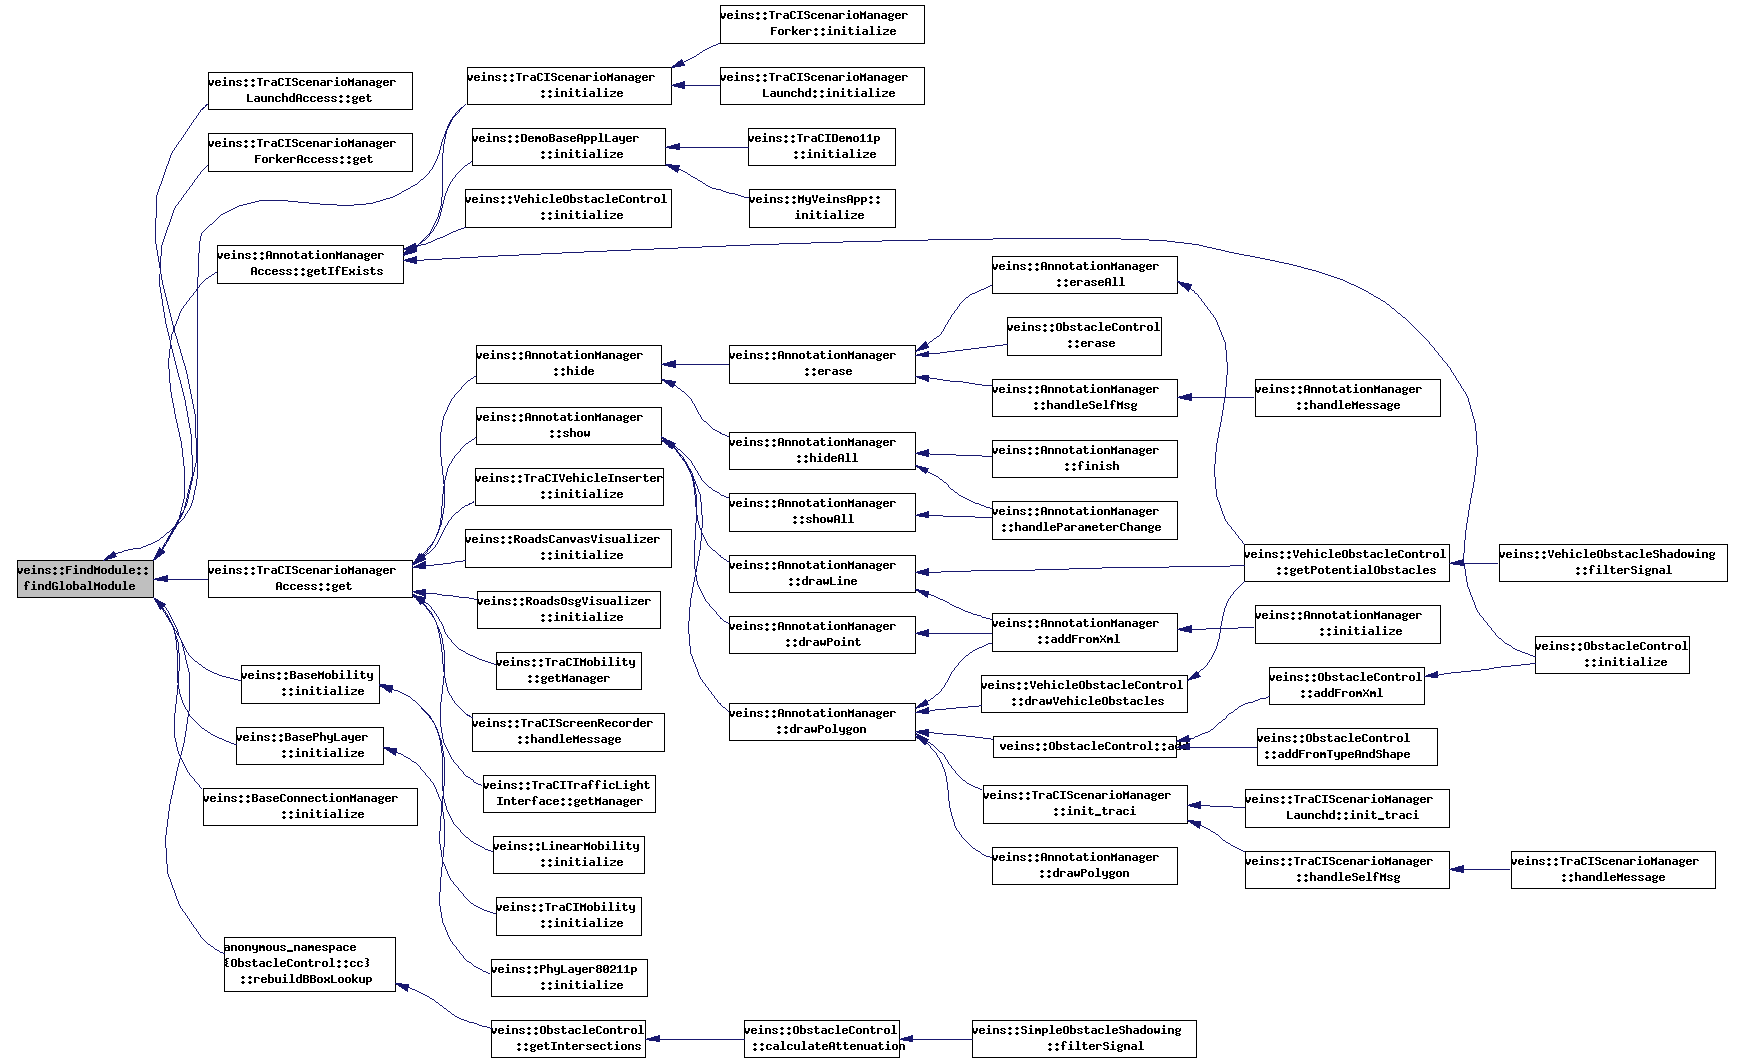 veins::FindModule::
findGlobalModule
veins::TraCIScenarioManager
LaunchdAccess::get
veins::TraCIScenarioManager
ForkerAccess::get
veins::AnnotationManager
Access::getIfExists
veins::TraCIScenarioManager
Access::get
veins::BaseMobility
::initialize
veins::BasePhyLayer
::initialize
veins::BaseConnectionManager
::initialize
anonymous_namespace
{ObstacleControl::cc}
::rebuildBBoxLookup
veins::TraCIScenarioManager
::initialize
veins::DemoBaseApplLayer
::initialize
veins::VehicleObstacleControl
::initialize
veins::AnnotationManager
::hide
veins::AnnotationManager
::show
veins::TraCIVehicleInserter
::initialize
veins::RoadsCanvasVisualizer
::initialize
veins::RoadsOsgVisualizer
::initialize
veins::TraCIMobility
::getManager
veins::TraCIScreenRecorder
::handleMessage
veins::TraCITrafficLight
Interface::getManager
veins::LinearMobility
::initialize
veins::TraCIMobility
::initialize
veins::PhyLayer80211p
::initialize
veins::ObstacleControl
::getIntersections
veins::TraCIScenarioManager
Forker::initialize
veins::TraCIScenarioManager
Launchd::initialize
veins::TraCIDemo11p
::initialize
veins::MyVeinsApp::
initialize
veins::AnnotationManager
::erase
veins::AnnotationManager
::hideAll
veins::AnnotationManager
::showAll
veins::AnnotationManager
::drawLine
veins::AnnotationManager
::drawPoint
veins::AnnotationManager
::drawPolygon
veins::ObstacleControl
::calculateAttenuation
veins::AnnotationManager
::eraseAll
veins::ObstacleControl
::erase
veins::AnnotationManager
::handleSelfMsg
veins::AnnotationManager
::finish
veins::AnnotationManager
::handleParameterChange
veins::AnnotationManager
::addFromXml
veins::VehicleObstacleControl
::drawVehicleObstacles
veins::ObstacleControl::add
veins::TraCIScenarioManager
::init_traci
veins::AnnotationManager
::drawPolygon
veins::SimpleObstacleShadowing
::filterSignal
veins::AnnotationManager
::handleMessage
veins::VehicleObstacleControl
::getPotentialObstacles
veins::AnnotationManager
::initialize
veins::ObstacleControl
::addFromXml
veins::ObstacleControl
::addFromTypeAndShape
veins::TraCIScenarioManager
Launchd::init_traci
veins::TraCIScenarioManager
::handleSelfMsg
veins::VehicleObstacleShadowing
::filterSignal
veins::ObstacleControl
::initialize
veins::TraCIScenarioManager
::handleMessage